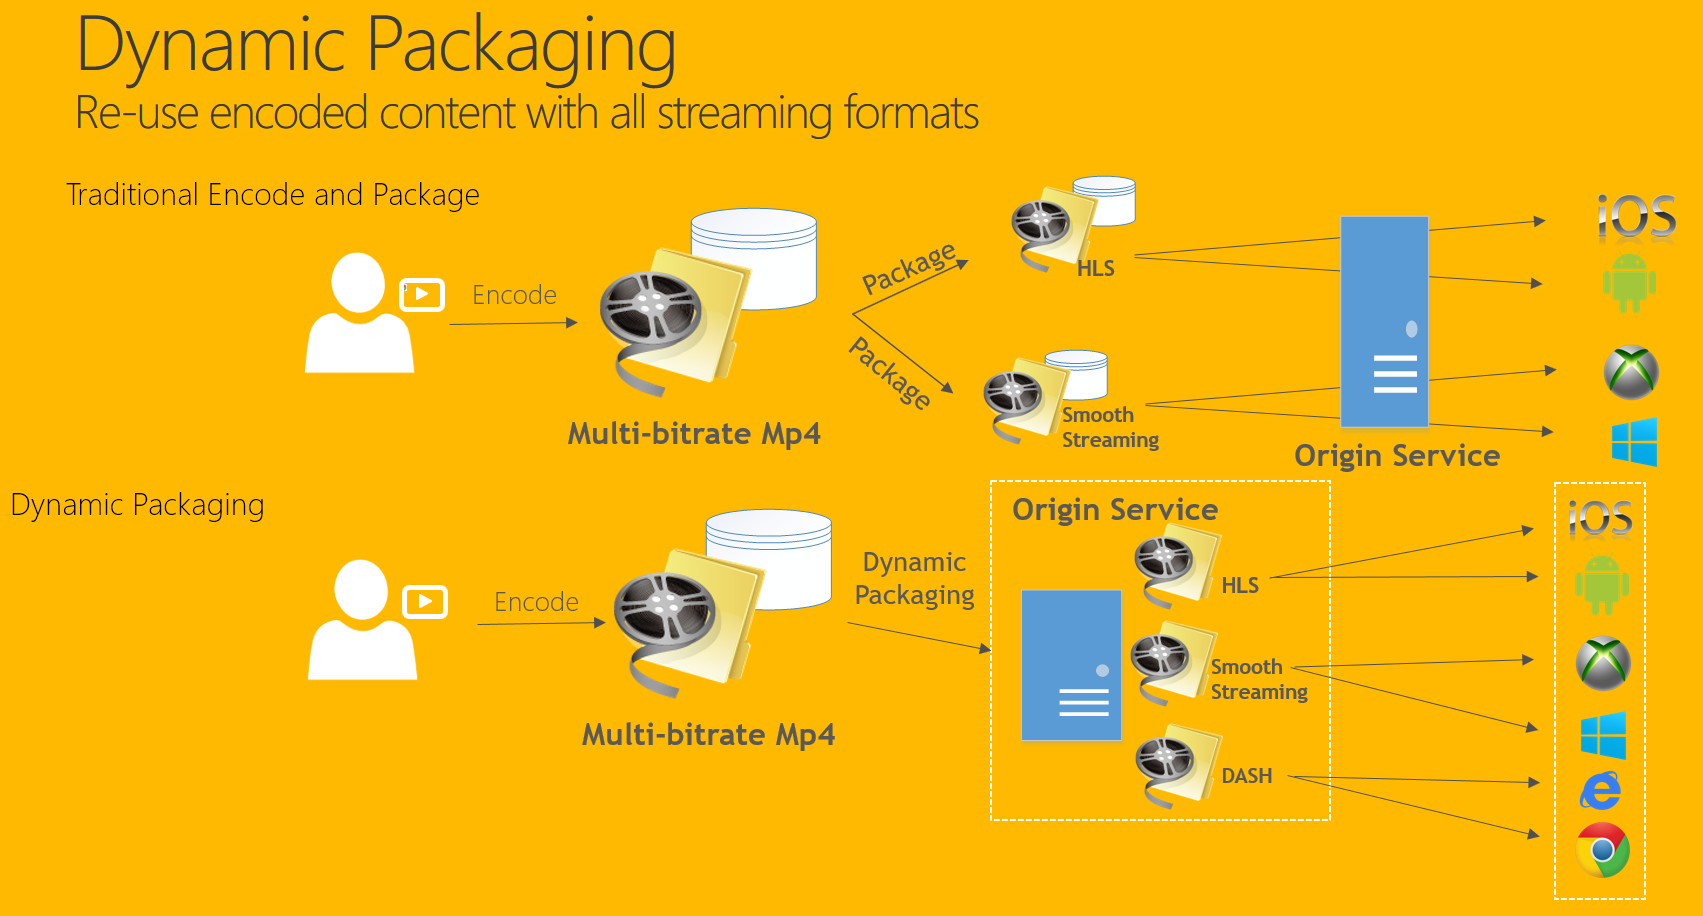 Dynamic Packaging
Re-use encoded content with all streaming formats
Traditional Encode and Package
Encode
Multi-bitrate Mp4
Package
Package
HLS
Smooth
Streaming
Origin Service
iOS
Dynamic Packaging
Encode
Multi-bitrate Mp4
Dynamic
Packaging
Origin Service
HLS
Smooth
Streaming
DASH
iOS